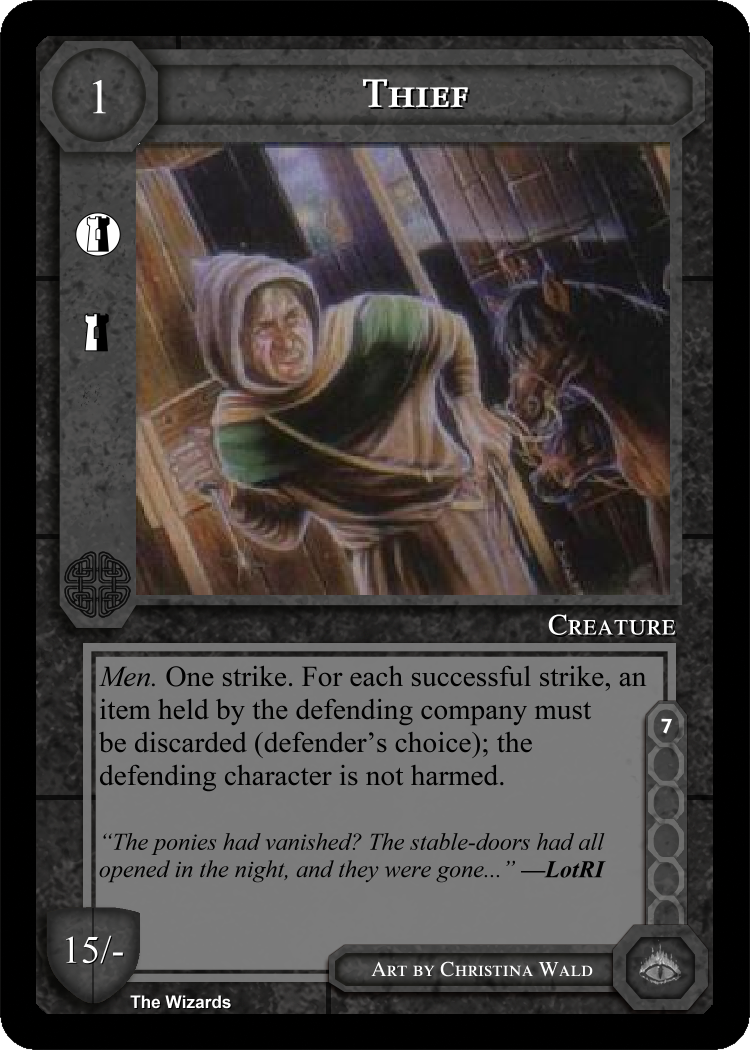 1
Thief
Creature
Men. One strike. For each successful strike, an
item held by the defending company must
be discarded (defender’s choice); the
defending character is not harmed.
7
“The ponies had vanished? The stable-doors had all
opened in the night, and they were gone...” —LotRI
15/-
Art by Christina Wald
The Wizards